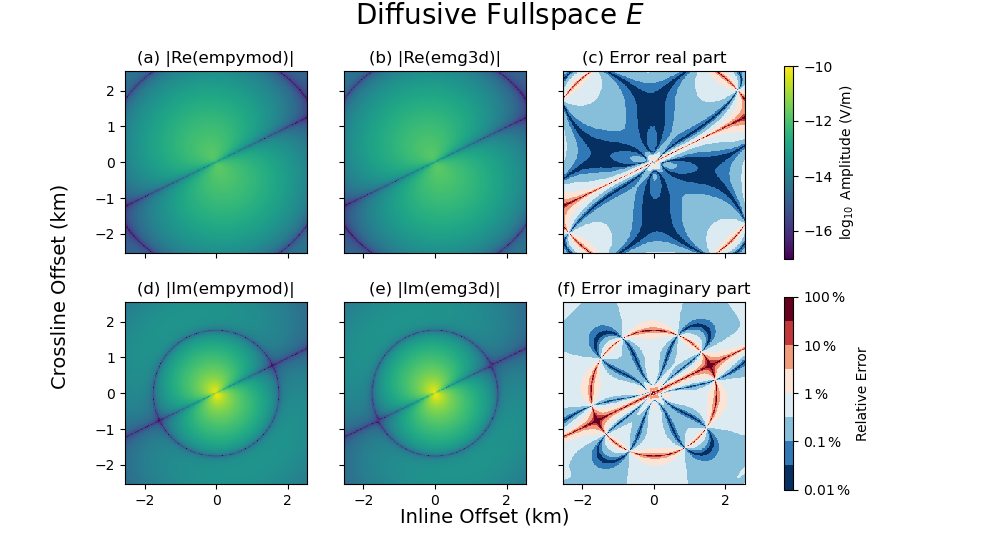 Diffusive Fullspace E
(a) |Re(empymod)|
(b) |Re(emg3d)|
(c) Error real part
2
1
0
−1
−2
−10
−12
−14
−16
log10 Amplitude (V/m)
Crossline Offset (km)
(d) |Im(empymod)|
(e) |Im(emg3d)|
(f) Error imaginary part
2
1
0
−1
−2
−2
0
2
−2
0
2
−2
0
2
100 %
10 %
1 %
0.1 %
0.01 %
Relative Error
Inline Offset (km)